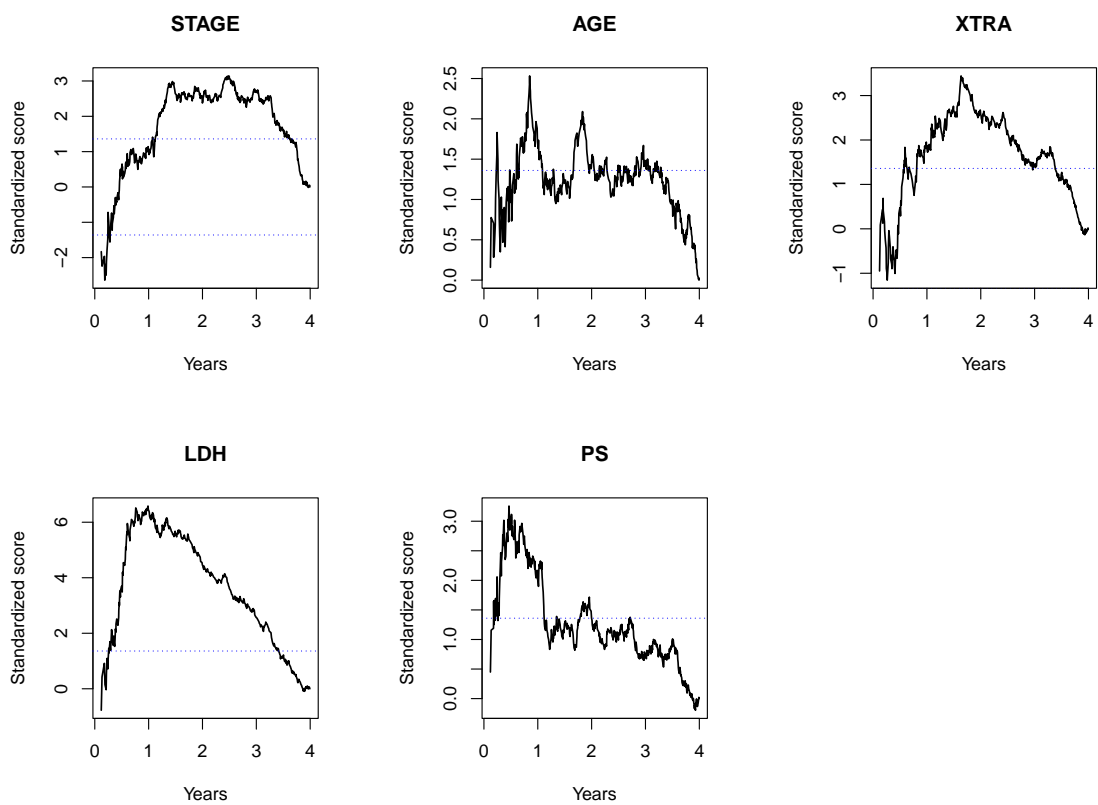 STAGE
Standardized score
3
2
1
0
−2
0 1 2 3 4
Years
AGE
Standardized score
2.5
2.0
1.5
1.0
0.5
0.0
0 1 2 3 4
Years
XTRA
Standardized score
3
2
1
0
−1
0 1 2 3 4
Years
LDH
Standardized score
6
4
2
0
0 1 2 3 4
Years
PS
Standardized score
3.0
2.0
1.0
0.0
0 1 2 3 4
Years